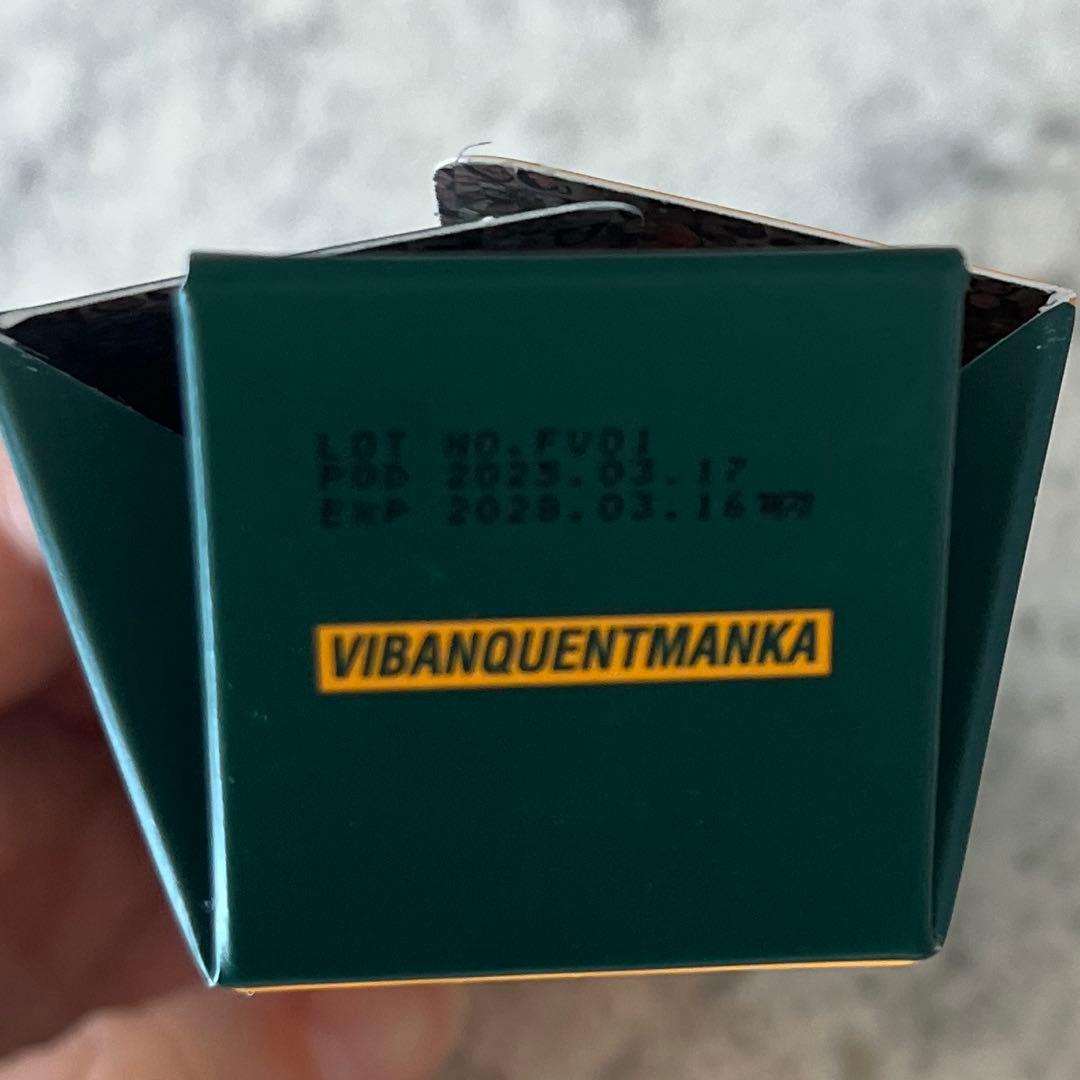 LOT NO.FV01
POD 2025.03.17
EXP 2028.03.16
VIBANQUENTMANKA